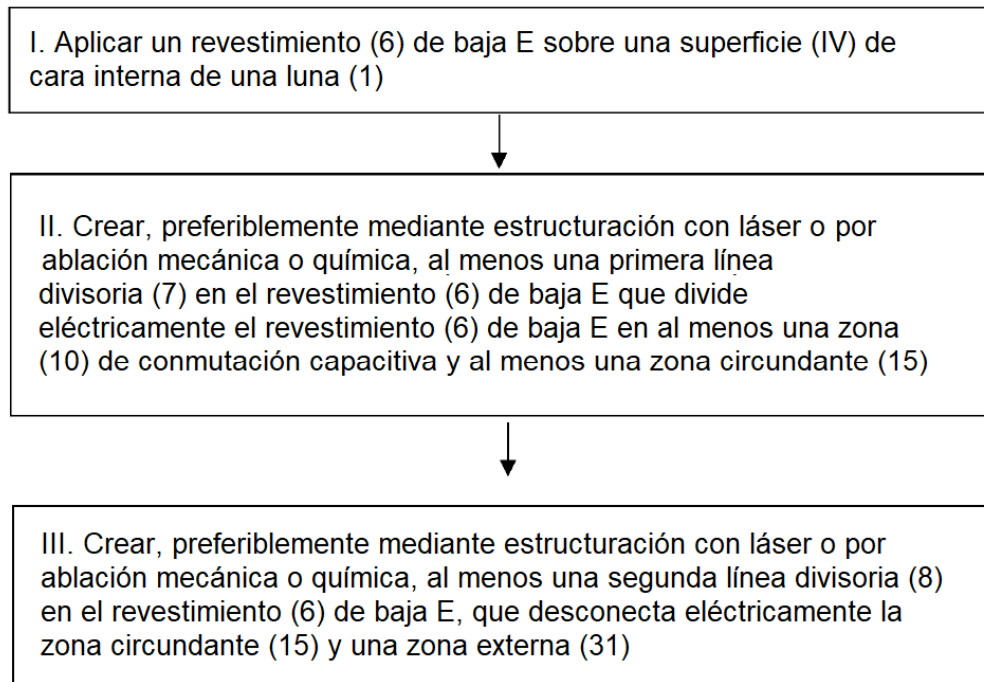 I. Aplicar un revestimiento (6) de baja E sobre una superficie (IV) de
cara interna de una luna (1)
II. Crear, preferiblemente mediante estructuración con láser o por
ablación mecánica o química, al menos una primera línea
divisoria (7) en el revestimiento (6) de baja E que divide
eléctricamente el revestimiento (6) de baja E en al menos una zona
(10) de conmutación capacitiva y al menos una zona circundante (15)
III. Crear, preferiblemente mediante estructuración con láser o por
ablación mecánica o química, al menos una segunda línea divisoria (8)
en el revestimiento (6) de baja E, que desconecta eléctricamente la
zona circundante (15) y una zona externa (31)